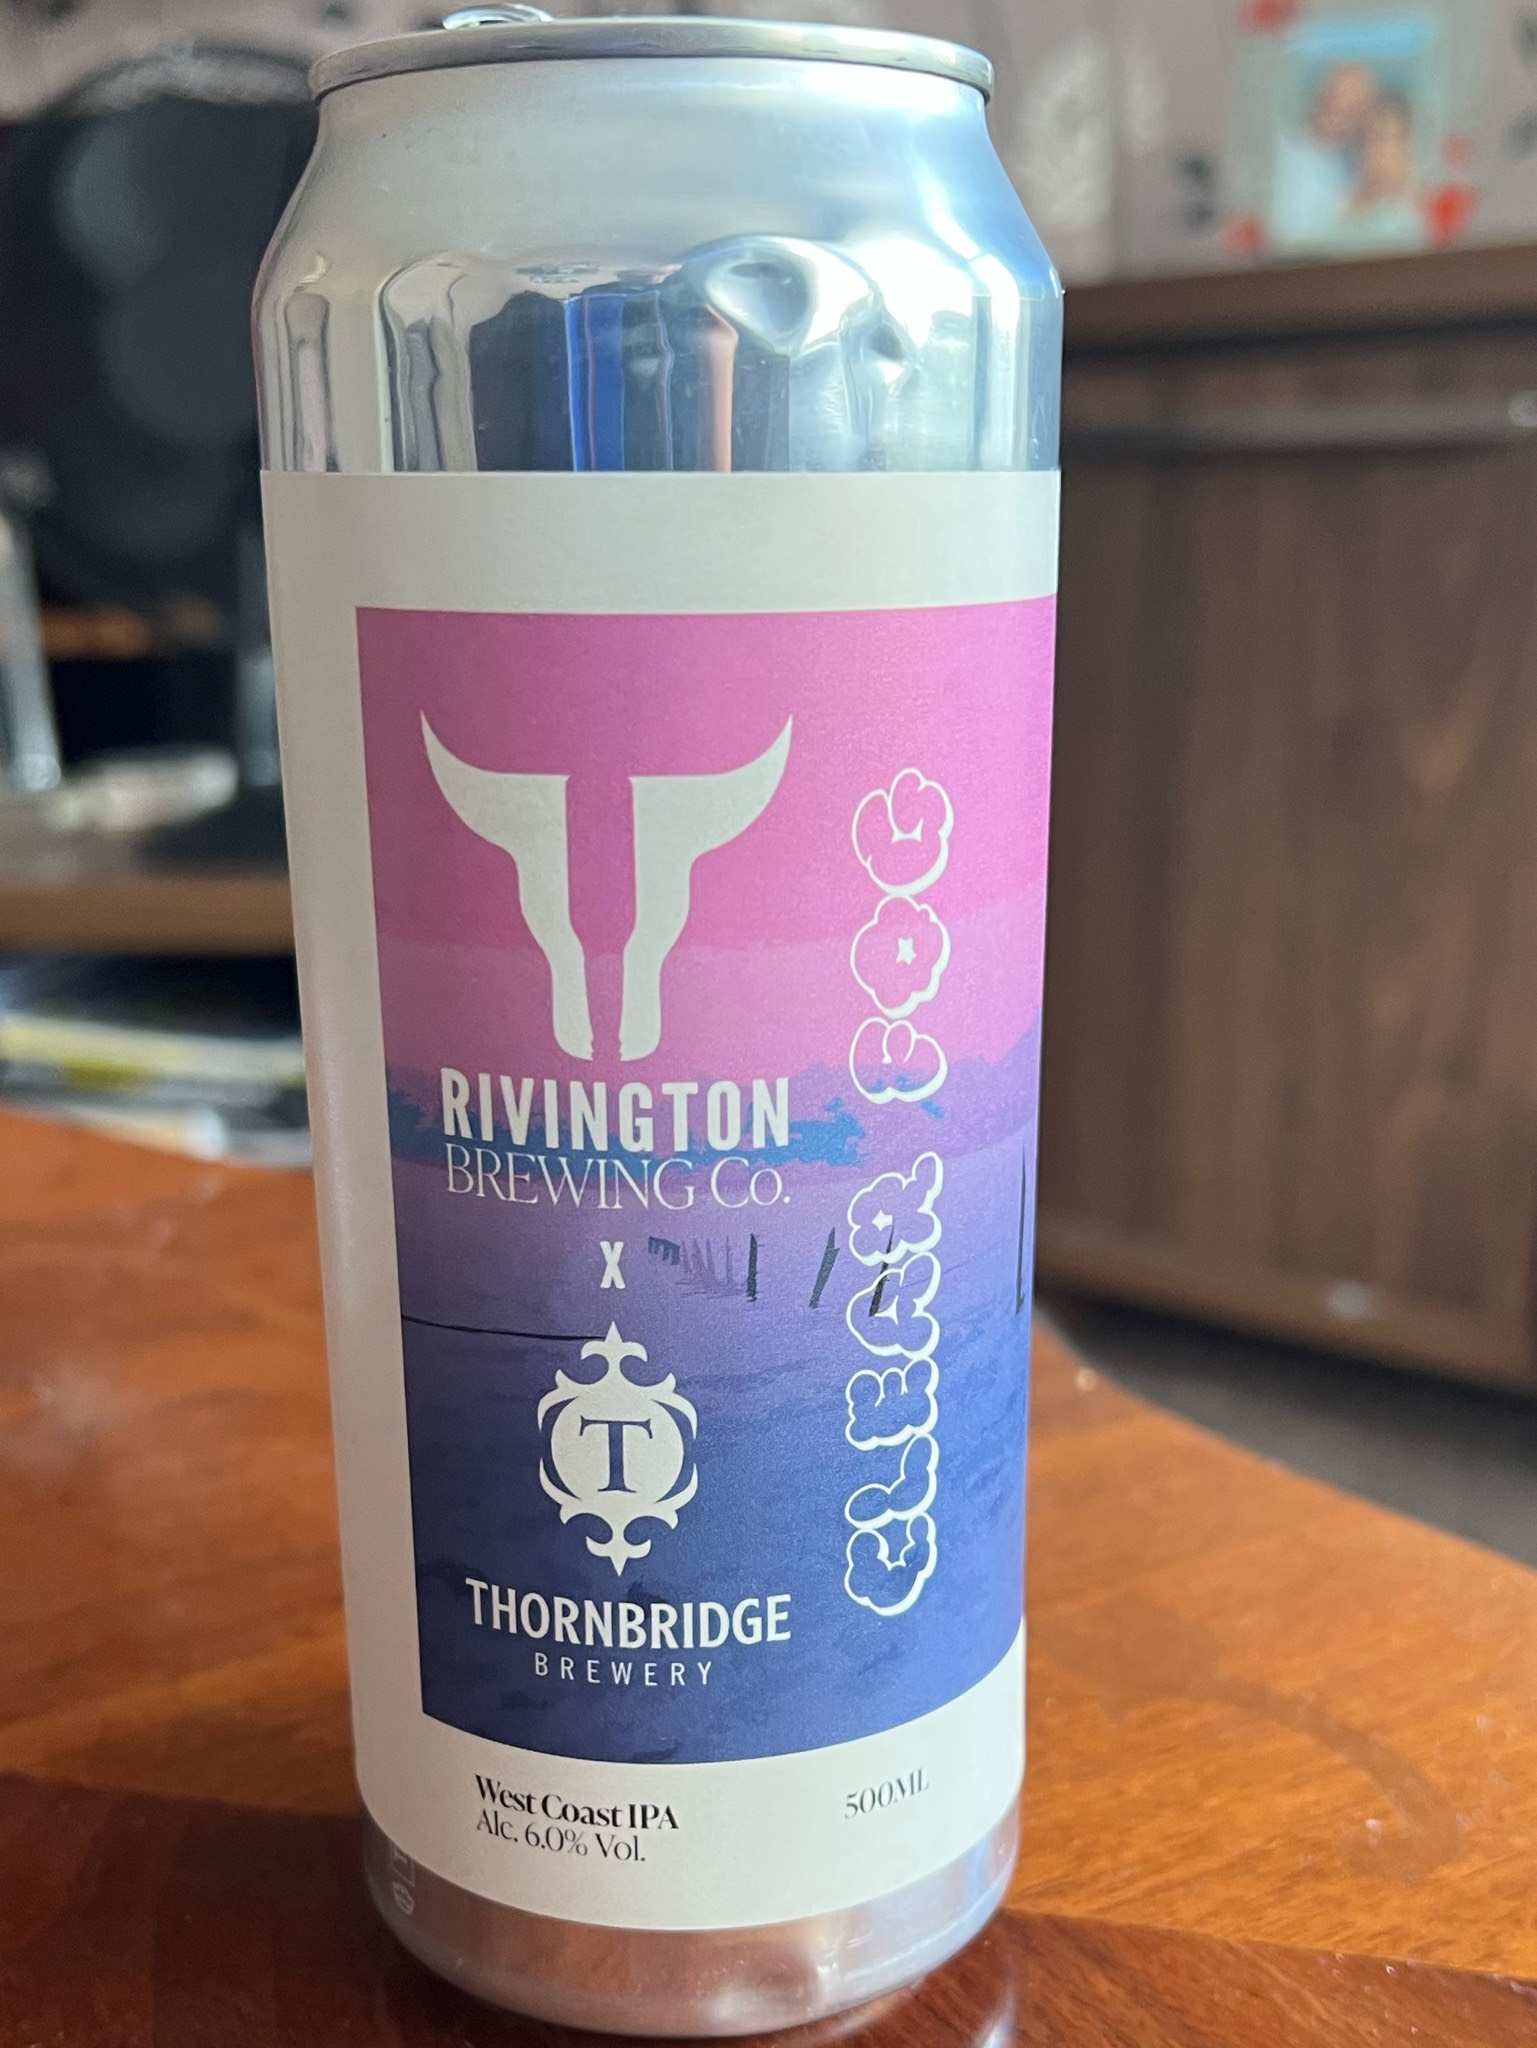 RIVINGTON
BREWING Co.
X
T
THORNBRIDGE
BREWERY
CLEAR FOG
West Coast IPA
Alc. 6.0% Vol.
500ML